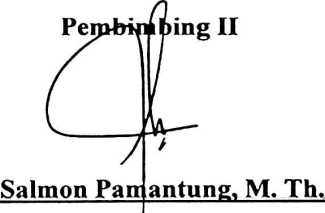 Pembimbing II
Salmon Pamantung, M. Th.